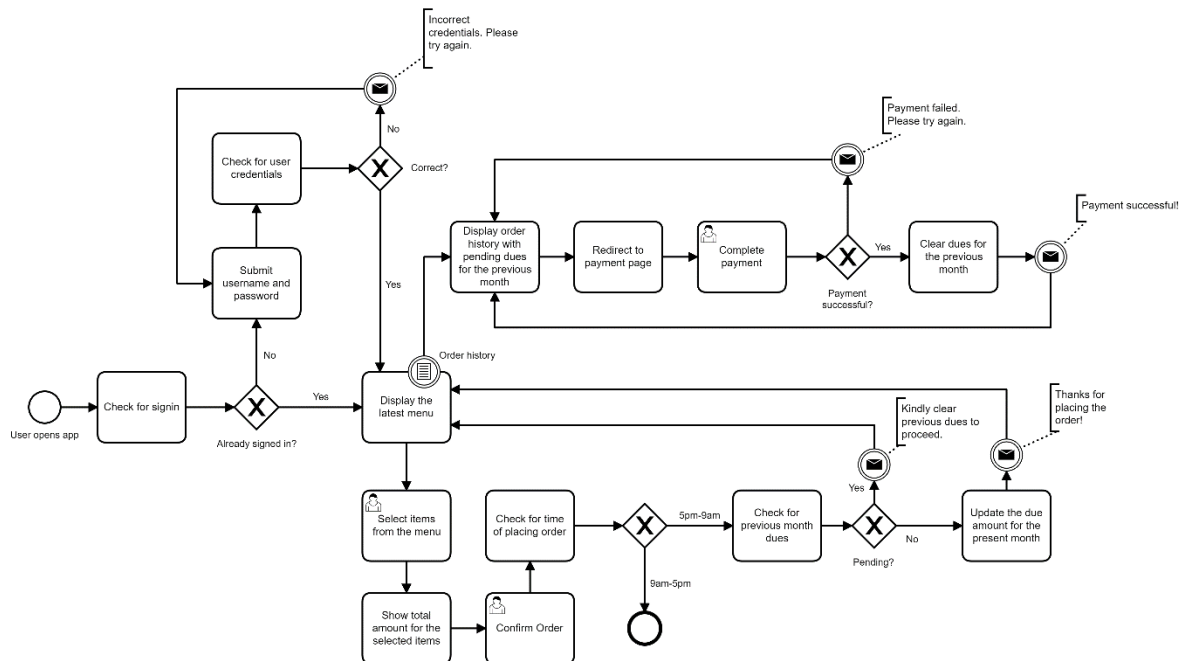 Incorrect
credentials. Please
try again.
No
Check for user
credentials
Correct?
Payment failed.
Please try again.
Payment successful!
Display order
history with
pending dues
for the previous
month
Redirect to
payment page
Complete
payment
Yes
Clear dues for
the previous
month
Payment
successful?
Submit
username and
password
Yes
No
Order history
Check for signin
Yes
Display the
latest menu
User opens app
Already signed in?
Kindly clear
previous dues to
proceed.
Thanks for
placing the
order!
Yes
Select items
from the menu
Check for time
of placing order
5pm-9am
Check for
previous month
dues
No
Update the due
amount for the
present month
Pending?
9am-5pm
Show total
amount for the
selected items
Confirm Order